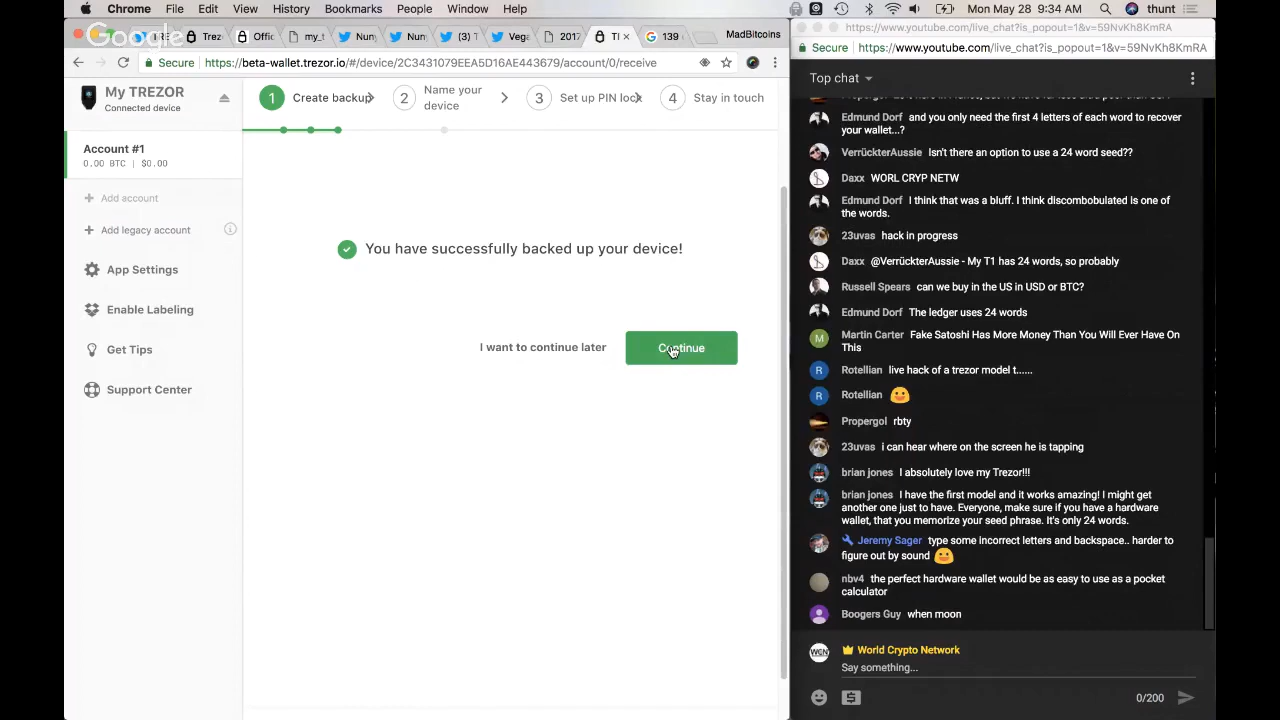 Chrome File Edit View History Bookmarks People Window Help
Mon May 28 9:34 AM thunt
Google
Trez
Offic
my_t
Nun
Nun
(3) T
Vega
2017
Ti
139
MadBitcoins
Secure https://beta-wallet.trezor.io/#/device/2C3431079EEA5D16AE443679/account/0/receive
My TREZOR
Connected device
1 Create backup
2 Name your device
3 Set up PIN lock
4 Stay in touch
Account #1
0.00 BTC | $0.00
Add account
Add legacy account
App Settings
Enable Labeling
Get Tips
Support Center
You have successfully backed up your device!
I want to continue later
Continue
https://www.youtube.com/live_chat?is_popout=1&v=59NvKh8KmRA
Secure https://www.youtube.com/live_chat?is_popout=1&v=59NvKh8KmRA
Top chat
Edmund Dorf and you only need the first 4 letters of each word to recover
your wallet...?
VerrückterAussie Isn't there an option to use a 24 word seed??
Daxx WORL CRYP NETW
Edmund Dorf I think that was a bluff. I think discombobulated is one of
the words.
23uvas hack in progress
Daxx @VerrückterAussie - My T1 has 24 words, so probably
Russell Spears can we buy in the US in USD or BTC?
Edmund Dorf The ledger uses 24 words
M Martin Carter Fake Satoshi Has More Money Than You Will Ever Have On
This
R Rotellian live hack of a trezor model t......
R Rotellian
Propergol rbty
23uvas i can hear where on the screen he is tapping
brian jones I absolutely love my Trezor!!!
brian jones I have the first model and it works amazing! I might get
another one just to have. Everyone, make sure if you have a hardware
wallet, that you memorize your seed phrase. It's only 24 words.
Jeremy Sager type some incorrect letters and backspace.. harder to
figure out by sound
nbv4 the perfect hardware wallet would be as easy to use as a pocket
calculator
Boogers Guy when moon
WCN World Crypto Network
Say something...
0/200